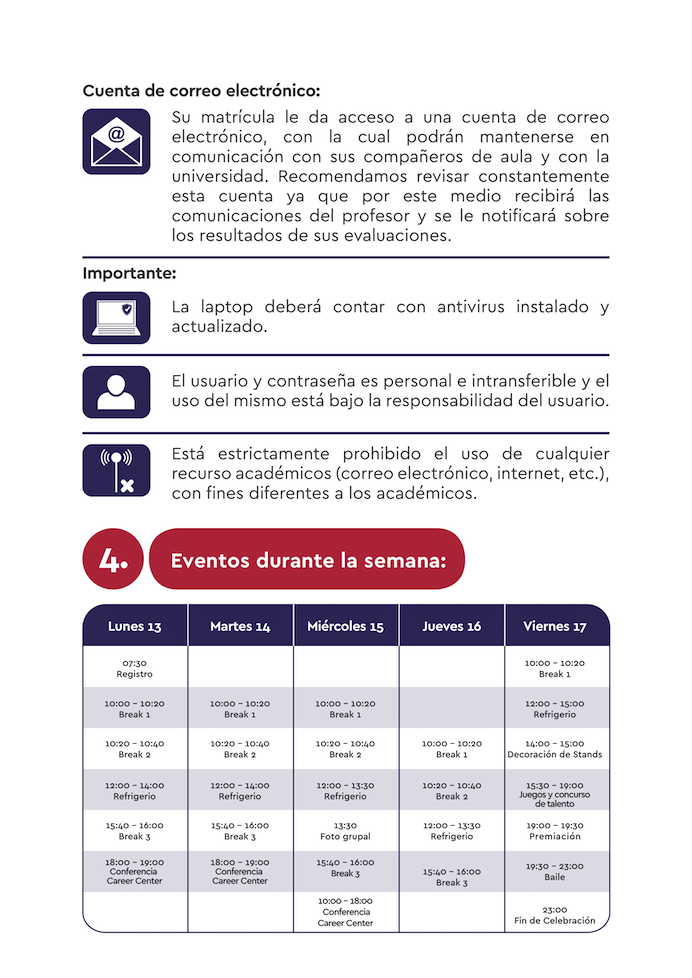 Cuenta de correo electrónico:
@
Su matrícula le da acceso a una cuenta de correo
electrónico, con la cual podrán mantenerse en
comunicación con sus compañeros de aula y con la
universidad. Recomendamos revisar constantemente
esta cuenta ya que por este medio recibirá las
comunicaciones del profesor y se le notificará sobre
los resultados de sus evaluaciones.
Importante:
La laptop deberá contar con antivirus instalado y
actualizado.
El usuario y contraseña es personal e intransferible y el
uso del mismo está bajo la responsabilidad del usuario.
Está estrictamente prohibido el uso de cualquier
recurso académicos (correo electrónico, internet, etc.),
con fines diferentes a los académicos.
4. Eventos durante la semana:
Lunes 13 Martes 14 Miércoles 15 Jueves 16 Viernes 17
07:30 10:00 - 10:20
Registro Break 1
10:00 - 10:20 10:00 - 10:20 10:00 - 10:20 12:00 - 15:00
Break 1 Break 1 Break 1 Refrigerio
10:20 - 10:40 10:20 - 10:40 10:20 - 10:40 10:00 - 10:20 14:00 - 15:00
Break 2 Break 2 Break 2 Break 1 Decoración de Stands
12:00 - 14:00 12:00 - 14:00 12:00 - 13:30 10:20 - 10:40 15:30 - 19:00
Refrigerio Refrigerio Refrigerio Break 2 Juegos y concurso
de talento
15:40 - 16:00 15:40 - 16:00 13:30 12:00 - 13:30 19:00 - 19:30
Break 3 Break 3 Foto grupal Refrigerio Premiación
18:00 - 19:00 18:00 - 19:00 15:40 - 16:00 15:40 - 16:00 19:30 - 23:00
Conferencia Conferencia Break 3 Break 3 Baile
Career Center Career Center
10:00 - 18:00 23:00
Conferencia Fin de Celebración
Career Center